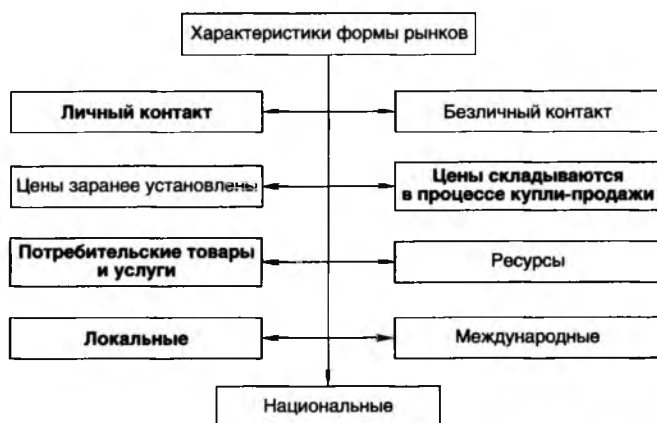 Характеристики формы рынков
Личный контакт
Безличный контакт
Цены заранее установлены
Цены складываются
в процессе купли-продажи
Потребительские товары
и услуги
Ресурсы
Локальные
Международные
Национальные